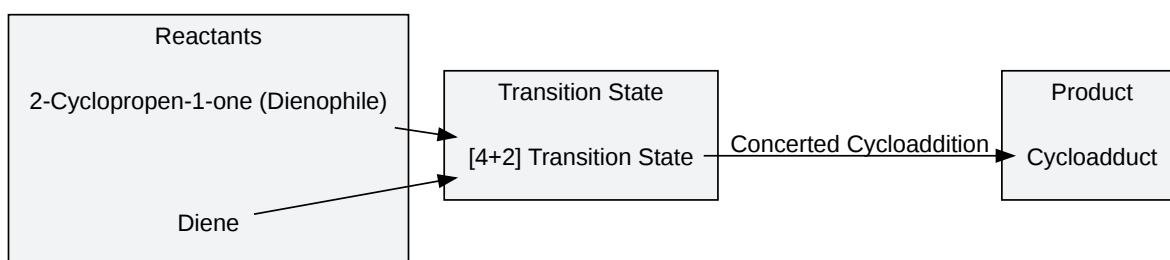 Reactants
2-Cyclopropen-1-one (Dienophile)
Diene
Transition State
[4+2] Transition State
Concerted Cycloaddition
Product
Cycloadduct